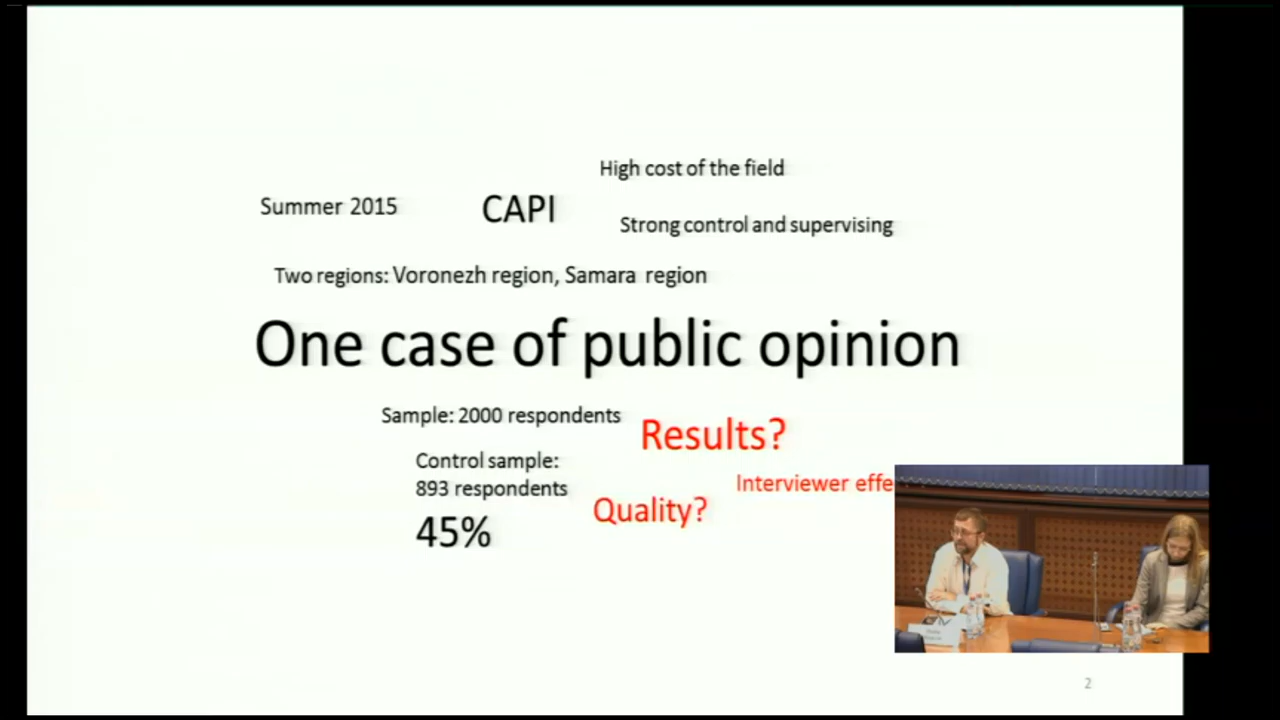 High cost of the field
Summer 2015
CAPI
Strong control and supervising
Two regions: Voronezh region, Samara region
One case of public opinion
Sample: 2000 respondents
Results?
Control sample:
893 respondents
Interviewer effe
Quality?
45%
2